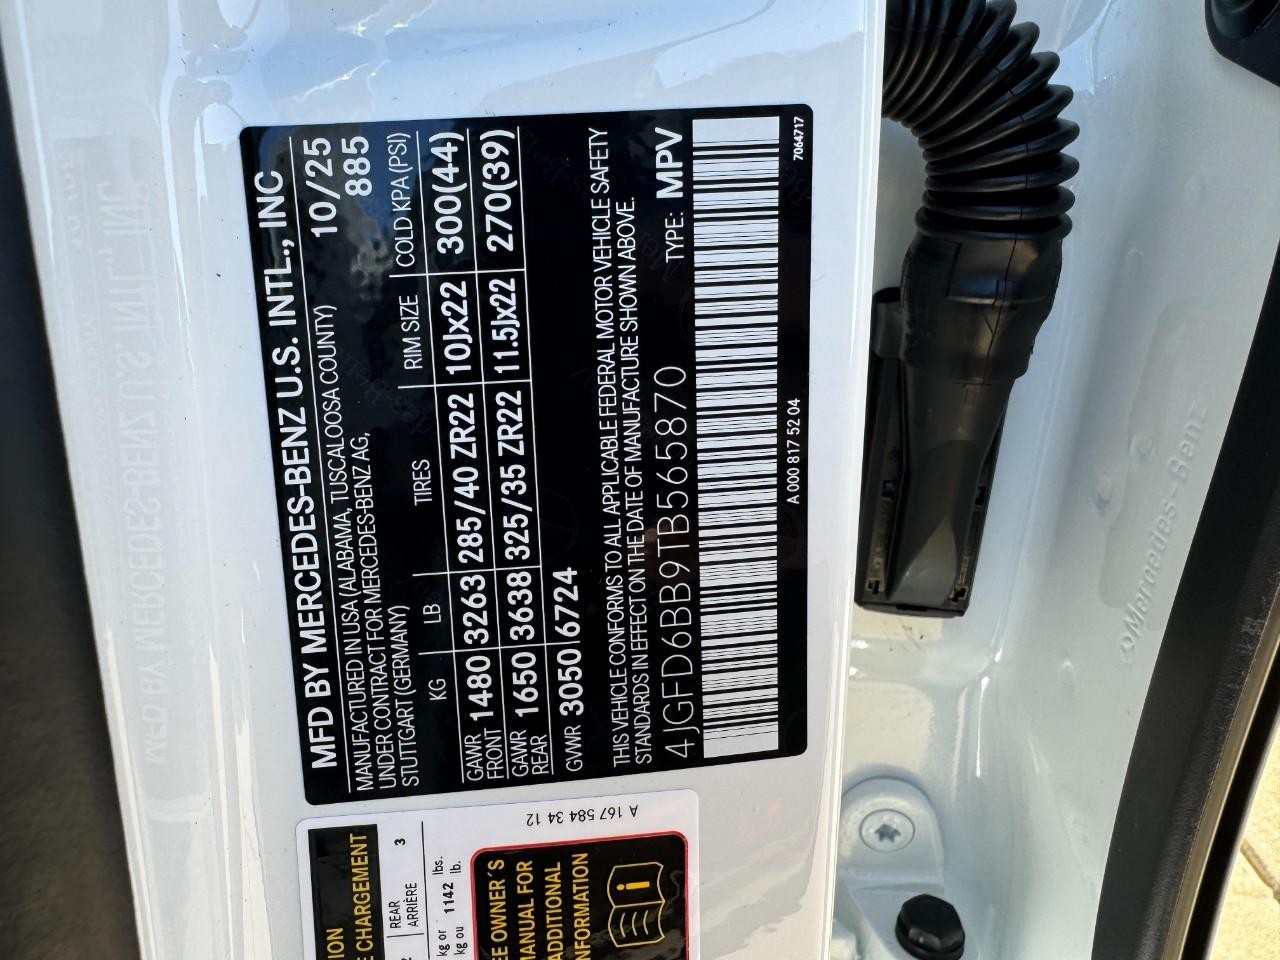 MFD BY MERCEDES-BENZ U.S. INTL., INC
MANUFACTURED IN USA (ALABAMA, TUSCALOOSA COUNTY) 10/25
UNDER CONTRACT FOR MERCEDES-BENZ AG, 885
STUTTGART (GERMANY)
KG LB TIRES RIM SIZE COLD KPA (PSI)
GAWR FRONT 1480 3263 285/40 ZR22 10Jx22 300(44)
GAWR REAR 1650 3638 325/35 ZR22 11.5Jx22 270(39)
GVWR 3050 6724
THIS VEHICLE CONFORMS TO ALL APPLICABLE FEDERAL MOTOR VEHICLE SAFETY
STANDARDS IN EFFECT ON THE DATE OF MANUFACTURE SHOWN ABOVE.
4JGFD6BB9TB565870 TYPE: MPV
A 000 817 52 04
7064717
A 167 584 34 12
ION
E CHARGEMENT
REAR 3
ARRIÈRE
kg or lbs.
kg ou 1142 lb.
EE OWNER'S
MANUAL FOR
ADDITIONAL
NFORMATION
i
Mercedes-Benz